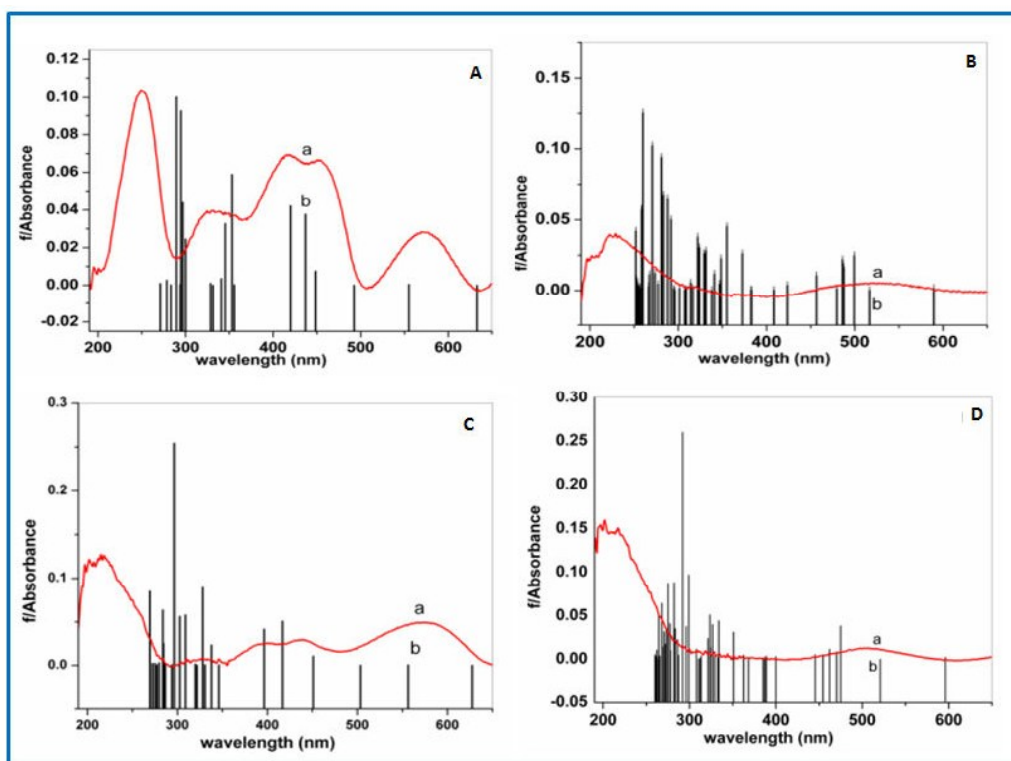 A
0.12
0.10
0.08
0.06
0.04
0.02
0.00
-0.02
f/Absorbance
a
b
200 300 400 500 600
wavelength (nm)
B
0.15
0.10
0.05
0.00
f/Absorbance
a
b
200 300 400 500 600
wavelength (nm)
C
0.3
0.2
0.1
0.0
f/Absorbance
a
b
200 300 400 500 600
wavelength (nm)
D
0.30
0.25
0.20
0.15
0.10
0.05
0.00
-0.05
f/Absorbance
a
b
200 300 400 500 600
wavelength (nm)